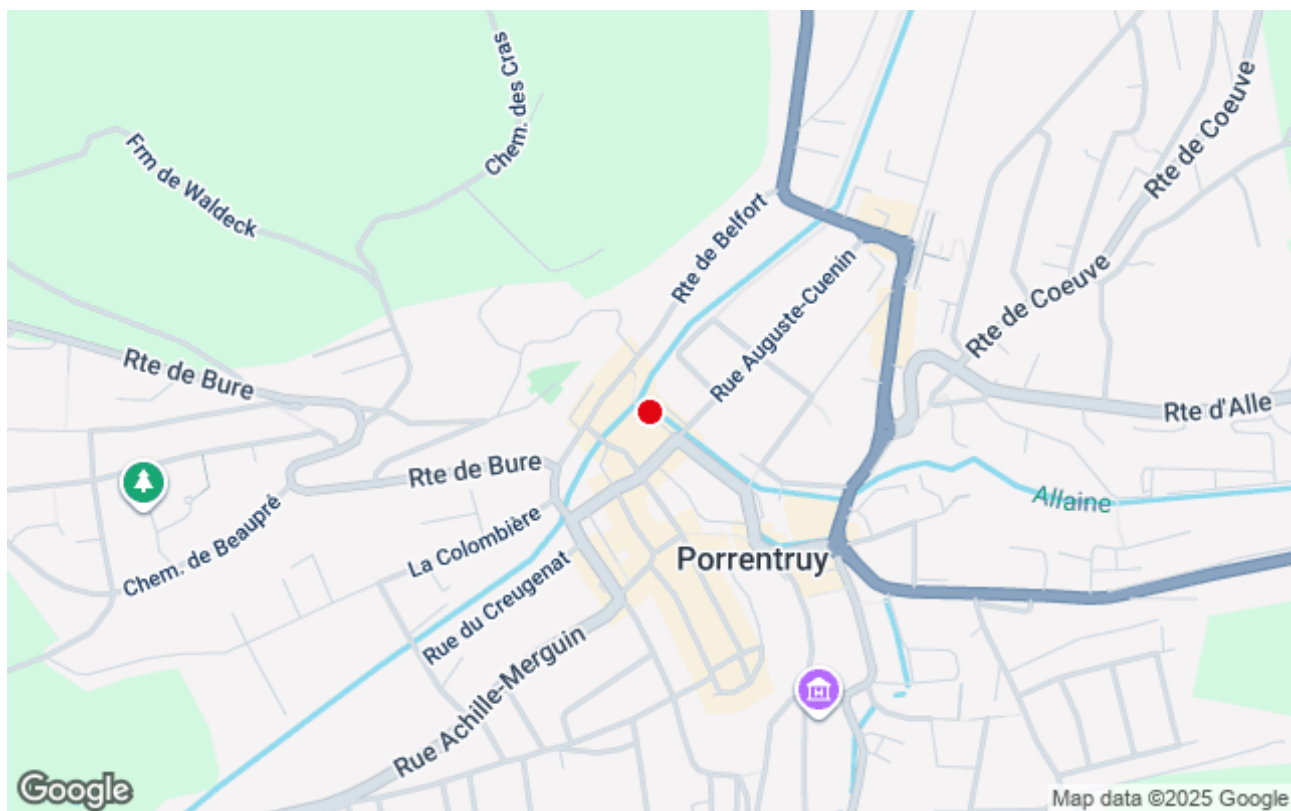 Chem. des Cras
Frm de Waldeck
Rte de Coeuve
Rte de Belfort
Rue Auguste-Cuenin
Rte de Coeuve
Rte de Bure
Rte d'Alle
Rte de Bure
Allaine
Chem. de Beaupré
La Colombière
Porrentruy
Rue du Creugenat
Rue Achille-Merguin
H
Google
Map data ©2025 Google